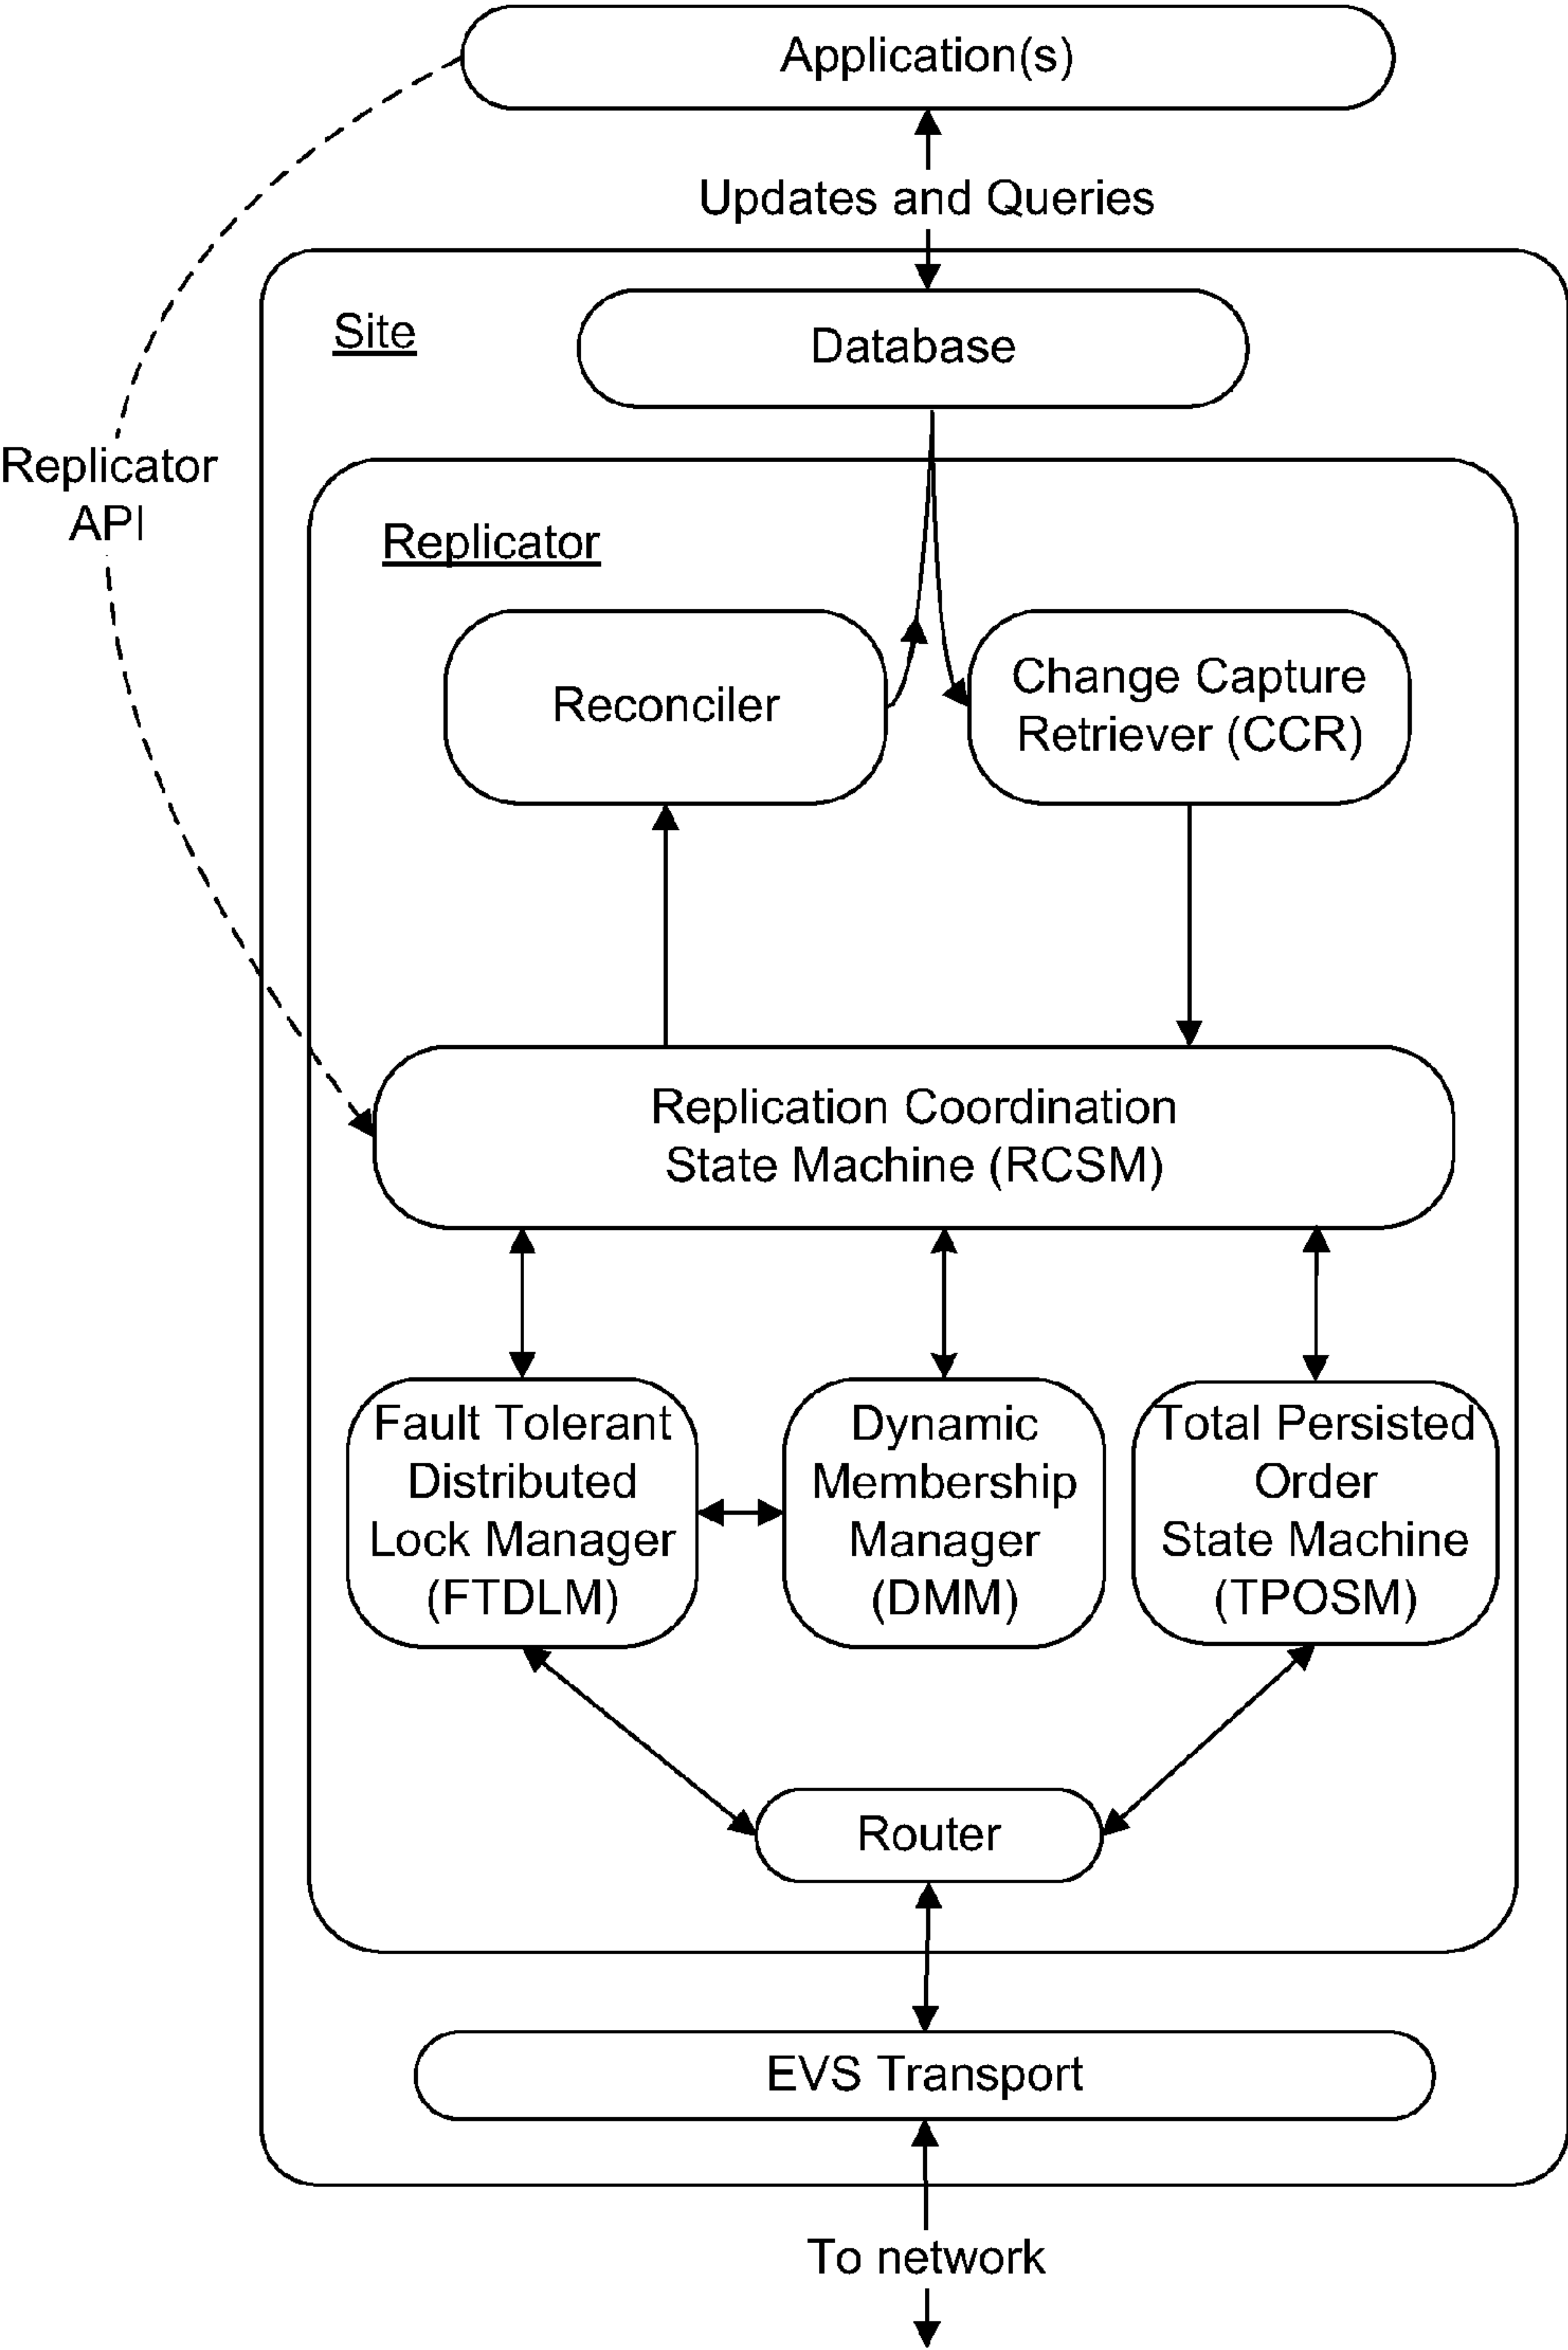 Application(s)
Updates and Queries
Site
Database
Replicator
API
Replicator
Reconciler
Change Capture
Retriever (CCR)
Replication Coordination
State Machine (RCSM)
Fault Tolerant
Distributed
Lock Manager
(FTDLM)
Dynamic
Membership
Manager
(DMM)
Total Persisted
Order
State Machine
(TPOSM)
Router
EVS Transport
To network